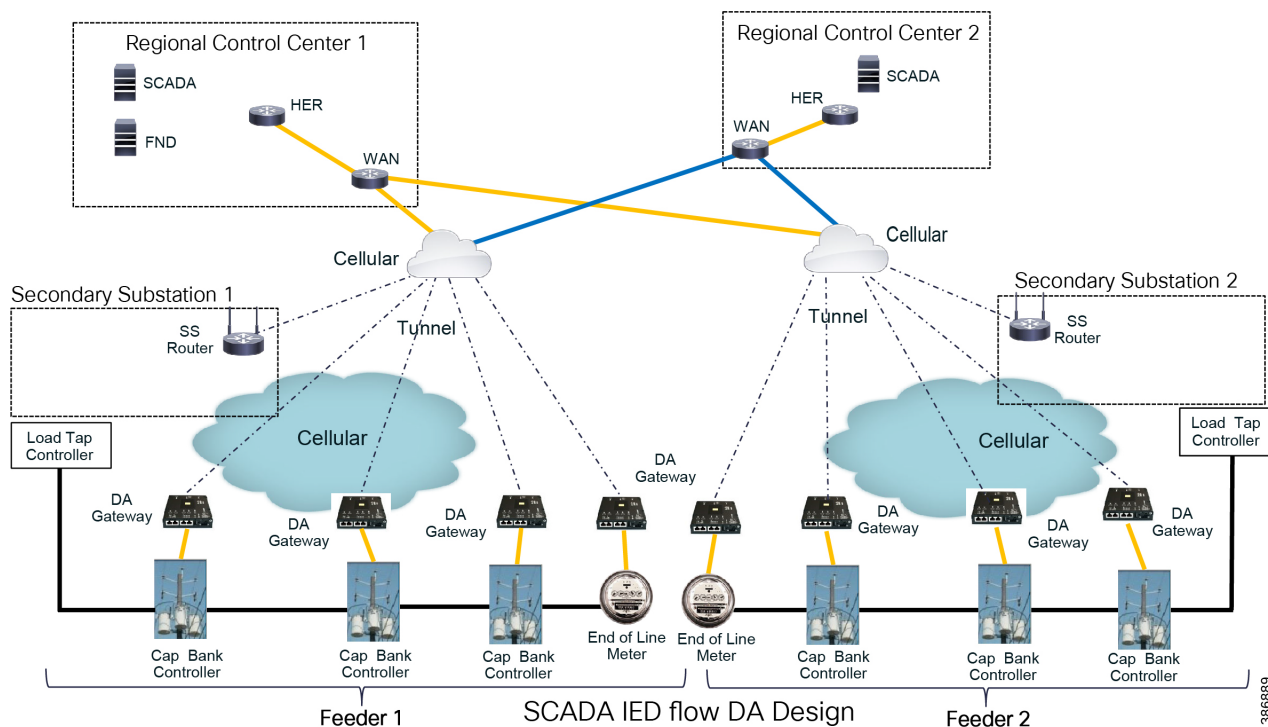 Regional Control Center 1
SCADA
HER
FND
WAN
Regional Control Center 2
SCADA
HER
WAN
Cellular
Cellular
Secondary Substation 1
SS
Router
Tunnel
Secondary Substation 2
SS
Router
Tunnel
Cellular
Cellular
Load Tap
Controller
Load Tap
Controller
DA
Gateway
DA
Gateway
DA
Gateway
DA
Gateway
DA
Gateway
DA
Gateway
DA
Gateway
Cap Bank
Controller
Cap Bank
Controller
Cap Bank
Controller
End of Line
Meter
End of Line
Meter
Cap Bank
Controller
Cap Bank
Controller
Cap Bank
Controller
Feeder 1
SCADA IED flow DA Design
Feeder 2
386889